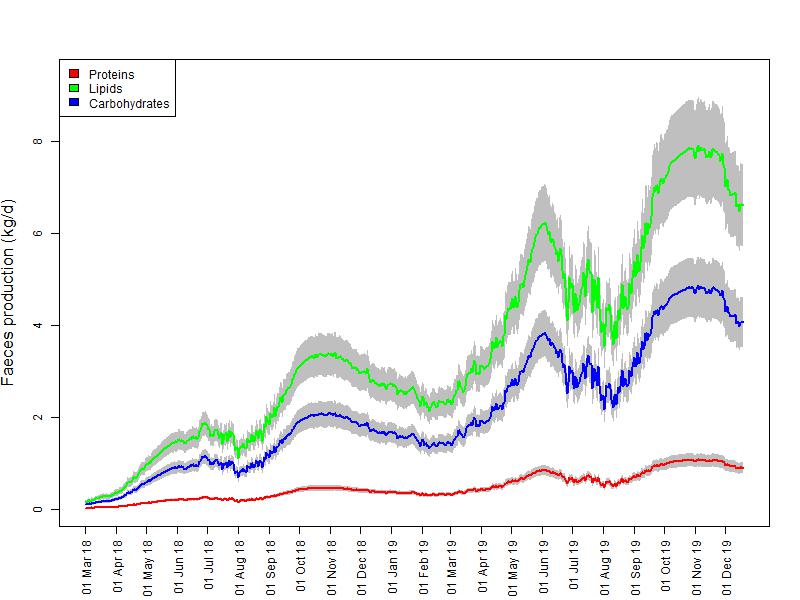 Proteins
Lipids
Carbohydrates
Faeces production (kg/d)
8
6
4
2
0
01 Mar 18
01 Apr 18
01 May 18
01 Jun 18
01 Jul 18
01 Aug 18
01 Sep 18
01 Oct 18
01 Nov 18
01 Dec 18
01 Jan 19
01 Feb 19
01 Mar 19
01 Apr 19
01 May 19
01 Jun 19
01 Jul 19
01 Aug 19
01 Sep 19
01 Oct 19
01 Nov 19
01 Dec 19